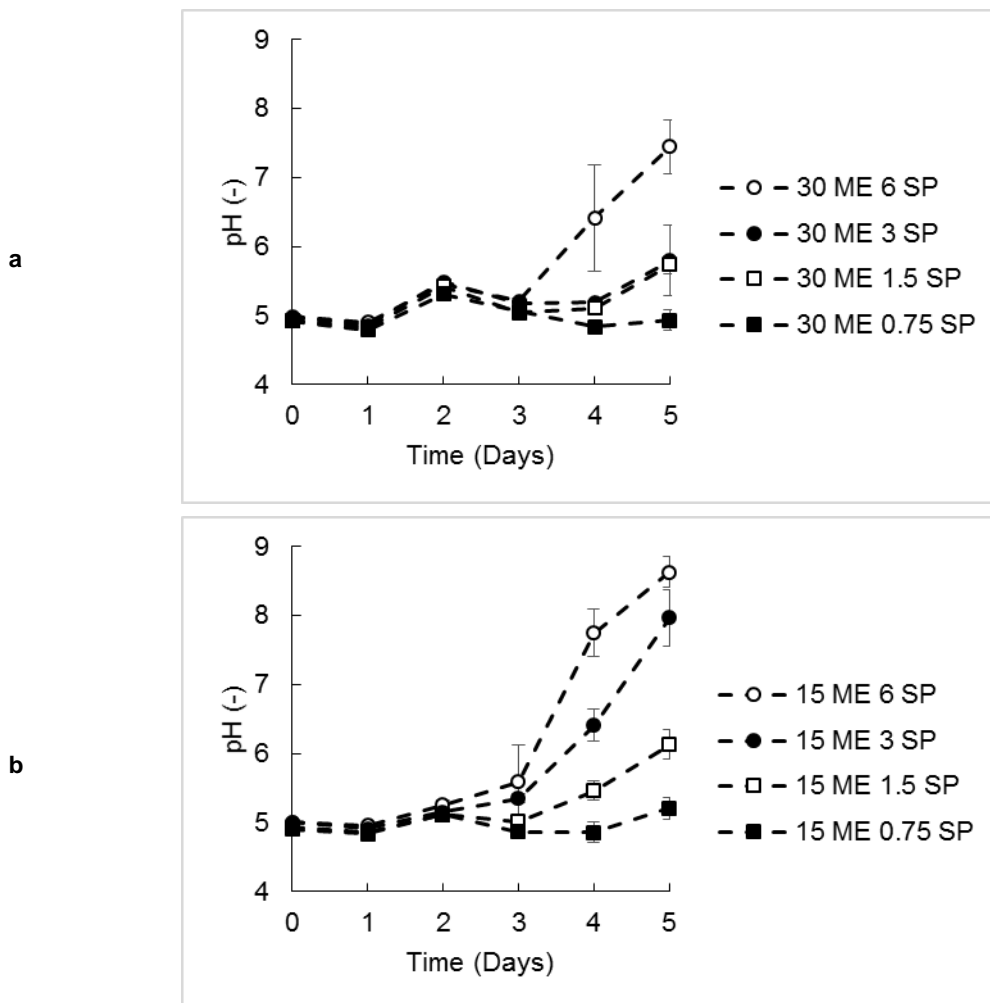 a
9
8
7
6
5
4
pH (-)
0 1 2 3 4 5
Time (Days)
30 ME 6 SP
30 ME 3 SP
30 ME 1.5 SP
30 ME 0.75 SP
b
9
8
7
6
5
4
pH (-)
0 1 2 3 4 5
Time (Days)
15 ME 6 SP
15 ME 3 SP
15 ME 1.5 SP
15 ME 0.75 SP